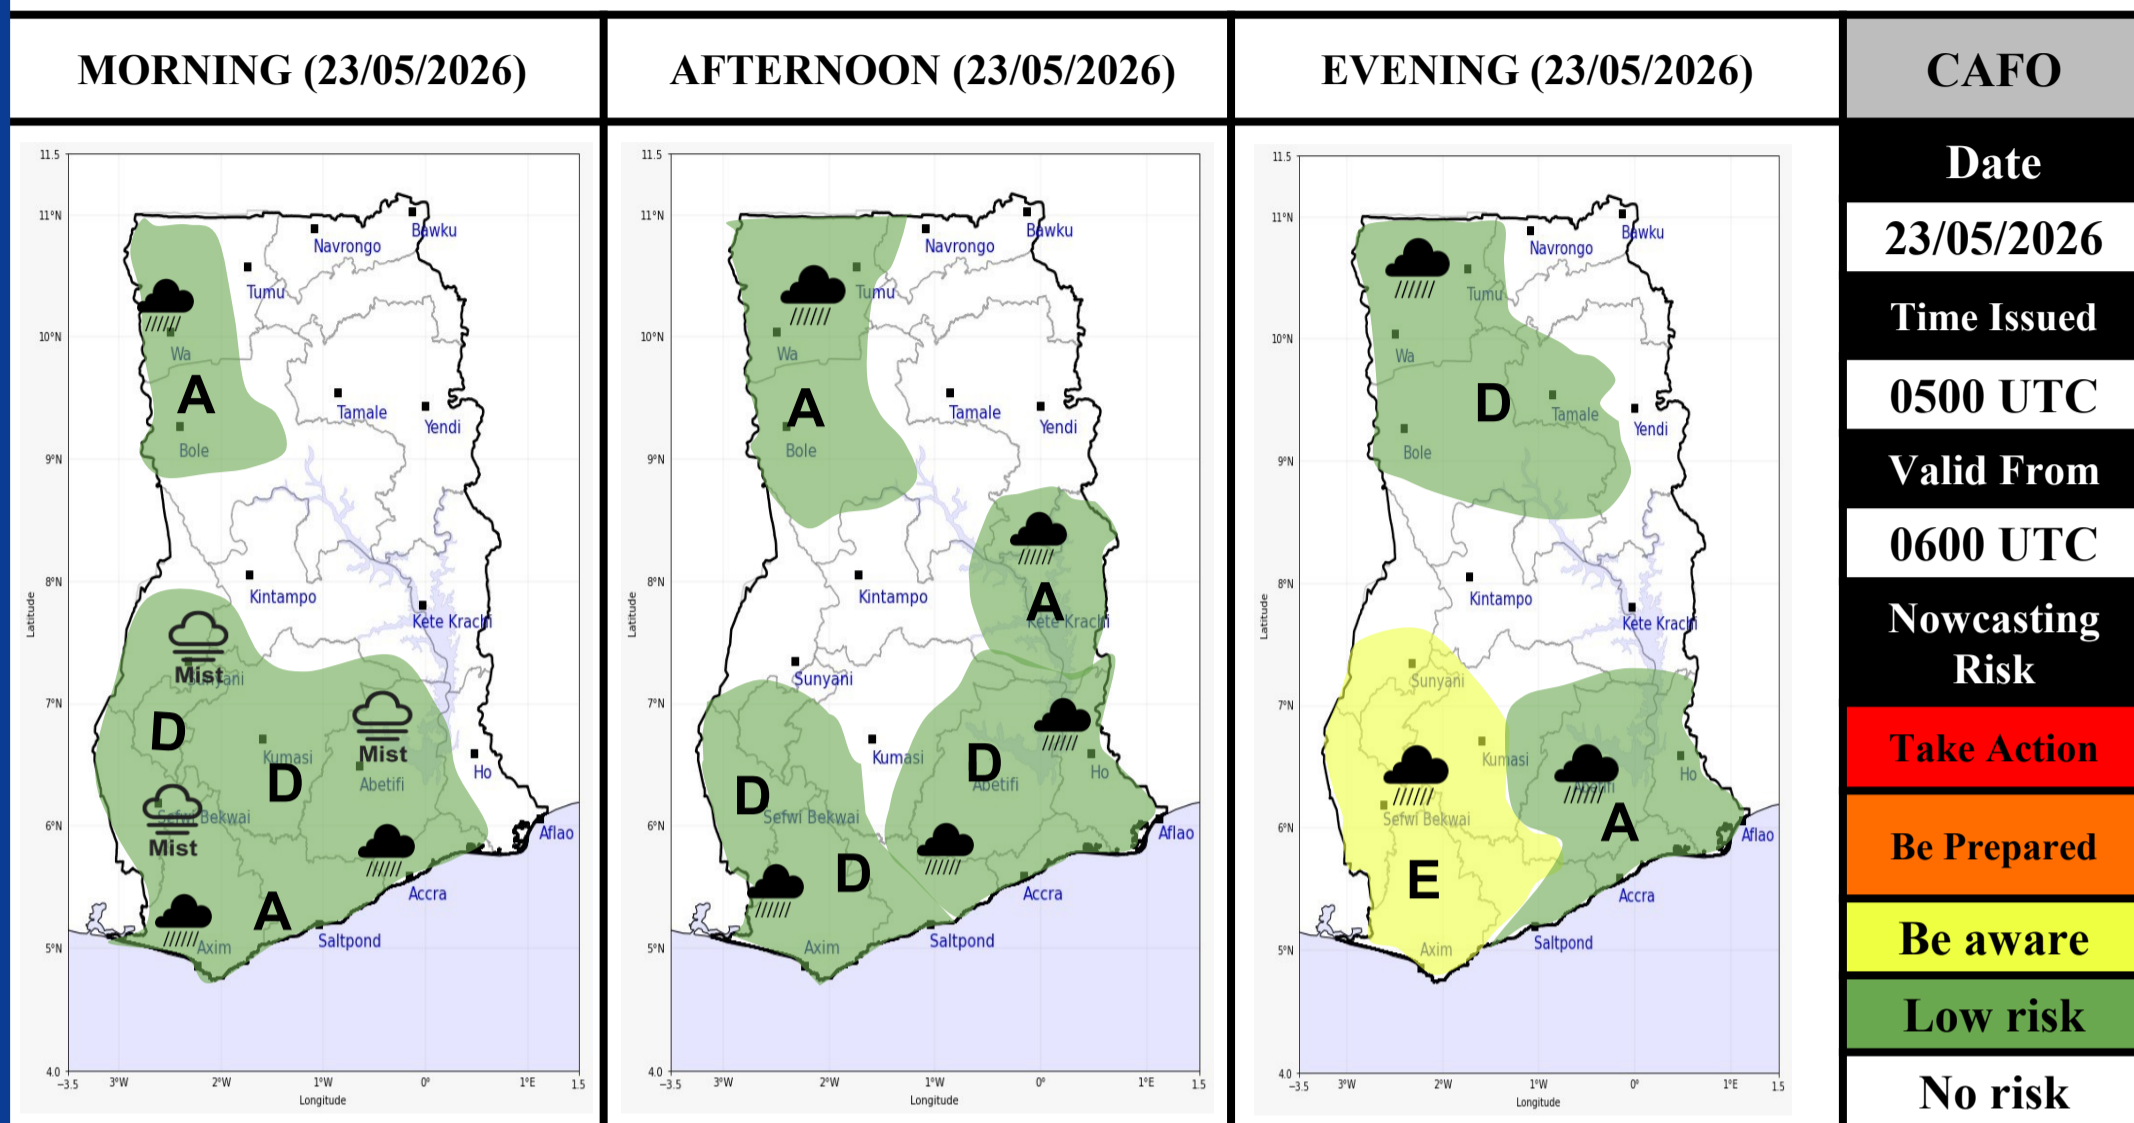 MORNING (23/05/2026)
AFTERNOON (23/05/2026)
EVENING (23/05/2026)
CAFO
Date
23/05/2026
Time Issued
0500 UTC
Valid From
0600 UTC
Nowcasting
Risk
Take Action
Be Prepared
Be aware
Low risk
No risk
11.5
11°N
10°N
9°N
8°N
7°N
6°N
5°N
4.0
Latitude
-3.5
3°W
2°W
1°W
0°
1°E
1.5
Longitude
Bawku
Navrongo
Tumu
Wa
A
Tamale
Yendi
Bole
Kintampo
Kete Krachi
Mist
Sunyani
D
Mist
Kumasi
D
Abetifi
Ho
Sefwi Bekwai
Mist
Aflao
Accra
A
Axim
Saltpond
11.5
11°N
10°N
9°N
8°N
7°N
6°N
5°N
4.0
Latitude
-3.5
3°W
2°W
1°W
0°
1°E
1.5
Longitude
Bawku
Navrongo
Tumu
Wa
A
Tamale
Yendi
Bole
Kintampo
A
Kete Krachi
Sunyani
Kumasi
D
Abetifi
Ho
D
Sefwi Bekwai
Aflao
D
Accra
Axim
Saltpond
11.5
11°N
10°N
9°N
8°N
7°N
6°N
5°N
4.0
Latitude
-3.5
3°W
2°W
1°W
0°
1°E
1.5
Longitude
Bawku
Navrongo
Tumu
Wa
D
Tamale
Yendi
Bole
Kintampo
Kete Krachi
Sunyani
Kumasi
Ho
Abetifi
Sefwi Bekwai
A
Aflao
E
Accra
Axim
Saltpond